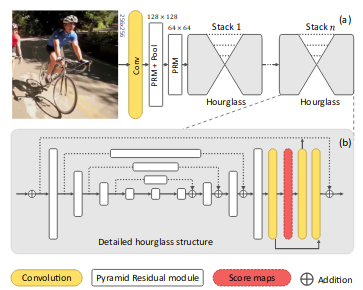 (a)
256×256
128 × 128
64 × 64
Stack 1
Stack n
Conv
PRM + Pool
PRM
Hourglass
Hourglass
(b)
Detailed hourglass structure
Convolution
Pyramid Residual module
Score maps
Addition